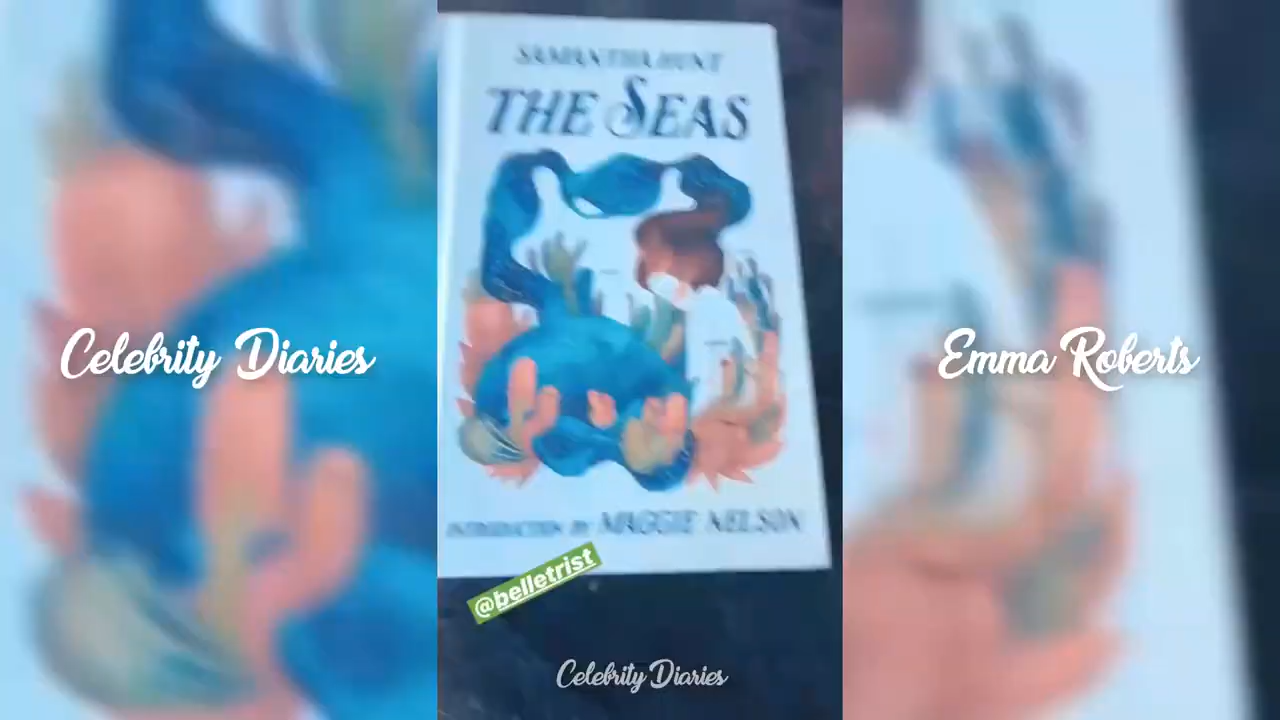 SAMANTHA HUNT
THE SEAS
Celebrity Diaries
Emma Roberts
INTRODUCTION BY MAGGIE NELSON
@belletrist
Celebrity Diaries